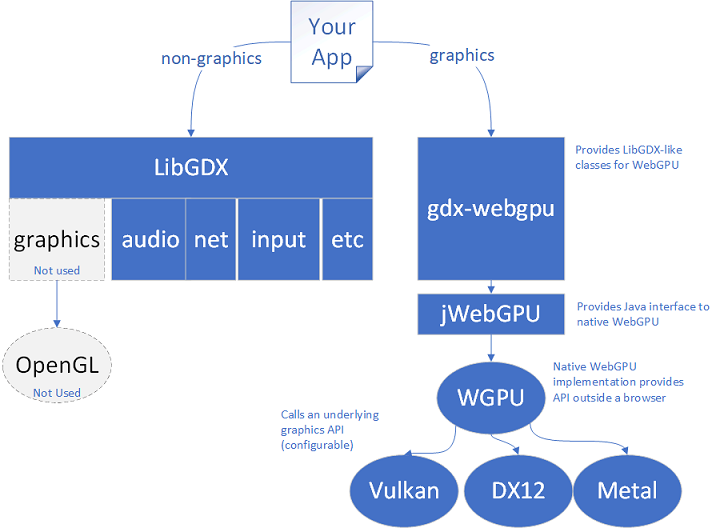 Your
App
non-graphics
graphics
LibGDX
graphics
Not used
audio
net
input
etc
OpenGL
Not Used
gdx-webgpu
Provides LibGDX-like
classes for WebGPU
jWebGPU
Provides Java interface to
native WebGPU
WGPU
Native WebGPU
implementation provides
API outside a browser
Calls an underlying
graphics API
(configurable)
Vulkan
DX12
Metal